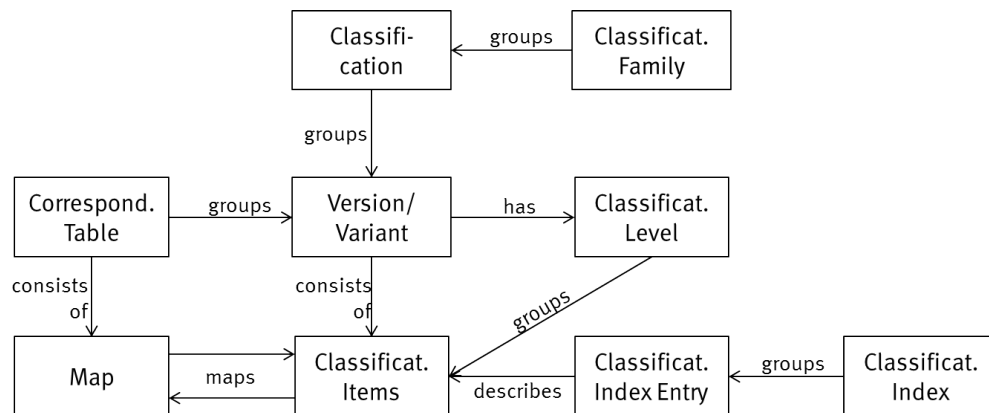 Classifi-
cation
groups
Classificat.
Family
groups
Correspond.
Table
groups
Version/
Variant
has
Classificat.
Level
consists
of
consists
of
groups
Map
maps
Classificat.
Items
describes
Classificat.
Index Entry
groups
Classificat.
Index